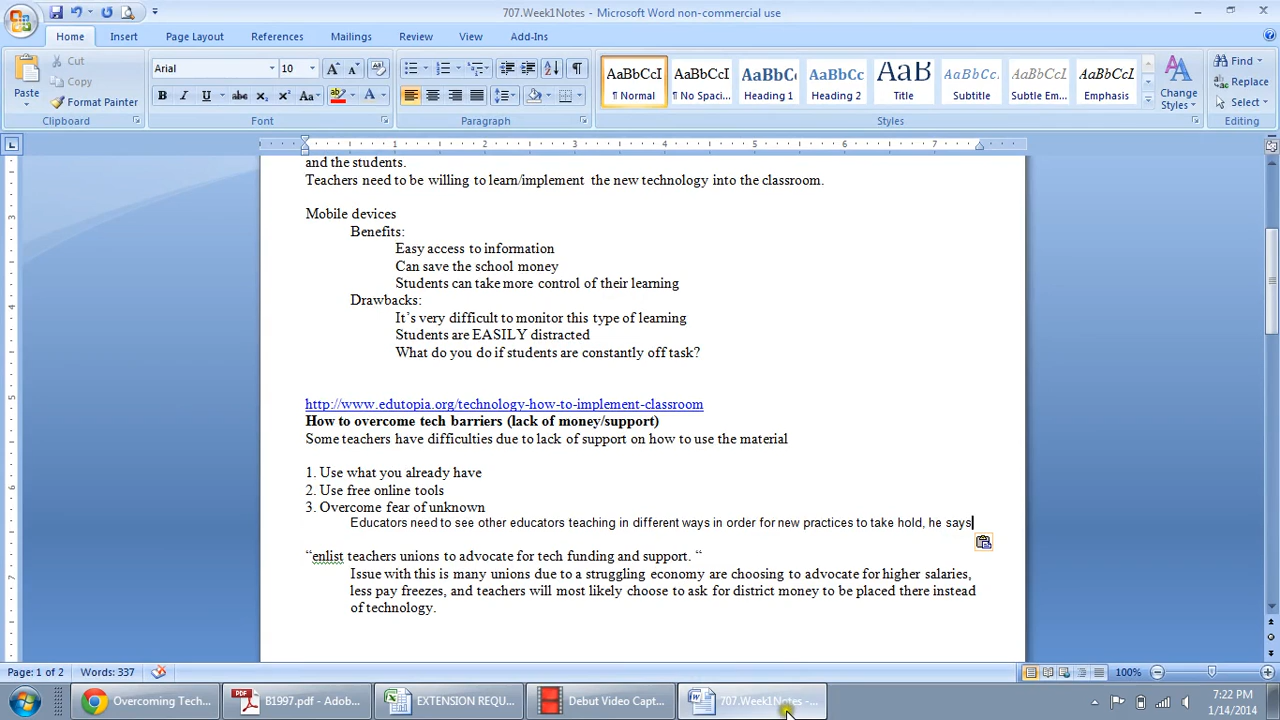 707.Week1Notes - Microsoft Word non-commercial use
Home Insert Page Layout References Mailings Review View Add-Ins
Paste
Cut
Copy
Format Painter
Clipboard
Arial 10
Font
Paragraph
AaBbCcI AaBbCcI AaBbCc AaBbCc AaB AaBbCcI AaBbCcI AaBbCcI
¶ Normal ¶ No Spaci... Heading 1 Heading 2 Title Subtitle Subtle Em... Emphasis
Change Styles
Styles
Find
Replace
Select
Editing
1 2 3 4 5 6 7
and the students.
Teachers need to be willing to learn/implement the new technology into the classroom.
Mobile devices
Benefits:
Easy access to information
Can save the school money
Students can take more control of their learning
Drawbacks:
It's very difficult to monitor this type of learning
Students are EASILY distracted
What do you do if students are constantly off task?
http://www.edutopia.org/technology-how-to-implement-classroom
How to overcome tech barriers (lack of money/support)
Some teachers have difficulties due to lack of support on how to use the material
1. Use what you already have
2. Use free online tools
3. Overcome fear of unknown
Educators need to see other educators teaching in different ways in order for new practices to take hold, he says
“enlist teachers unions to advocate for tech funding and support. “
Issue with this is many unions due to a struggling economy are choosing to advocate for higher salaries,
less pay freezes, and teachers will most likely choose to ask for district money to be placed there instead
of technology.
Page: 1 of 2 Words: 337 100%
Overcoming Tech... B1997.pdf - Adob... EXTENSION REQU... Debut Video Capt... 707.Week1Notes -...
7:22 PM
1/14/2014